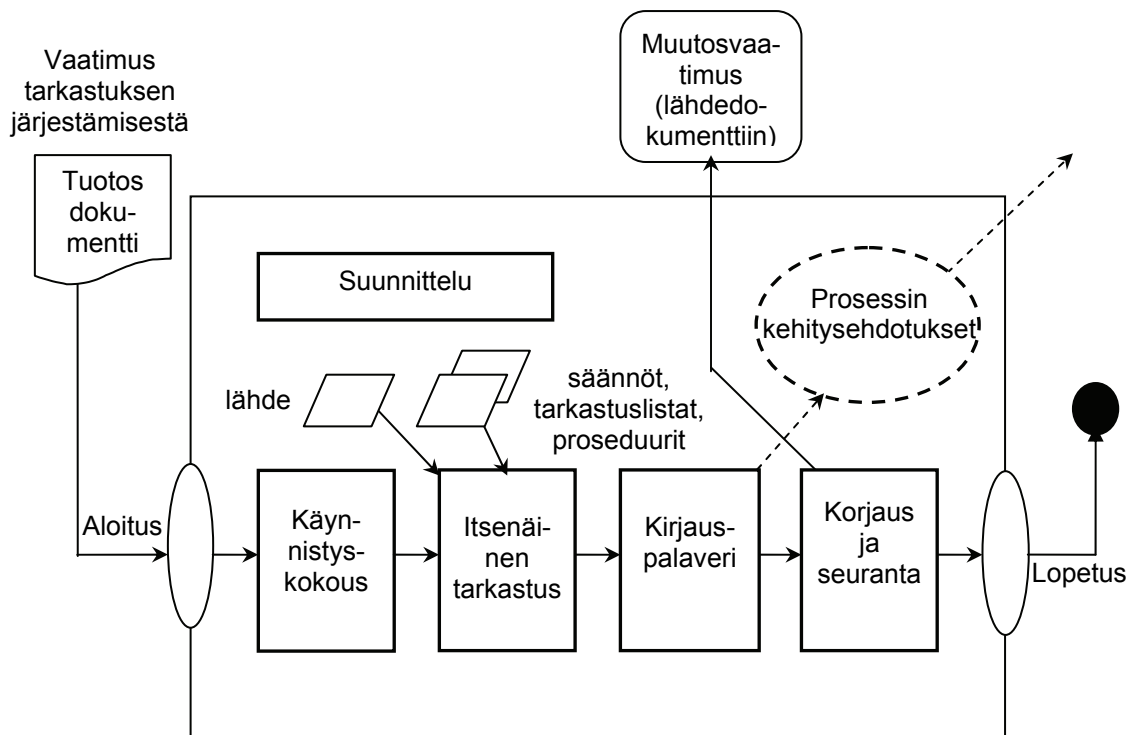 Vaatimus
tarkastuksen
järjestämisestä
Tuotos
doku-
mentti
Muutosvaa-
timus
(lähdedo-
kumenttiin)
Suunnittelu
Prosessin
kehitysehdotukset
lähde
säännöt,
tarkastuslistat,
proseduurit
Aloitus
Käyn-
nistys-
kokous
Itsenäi-
nen
tarkastus
Kirjaus-
palaveri
Korjaus
ja
seuranta
Lopetus